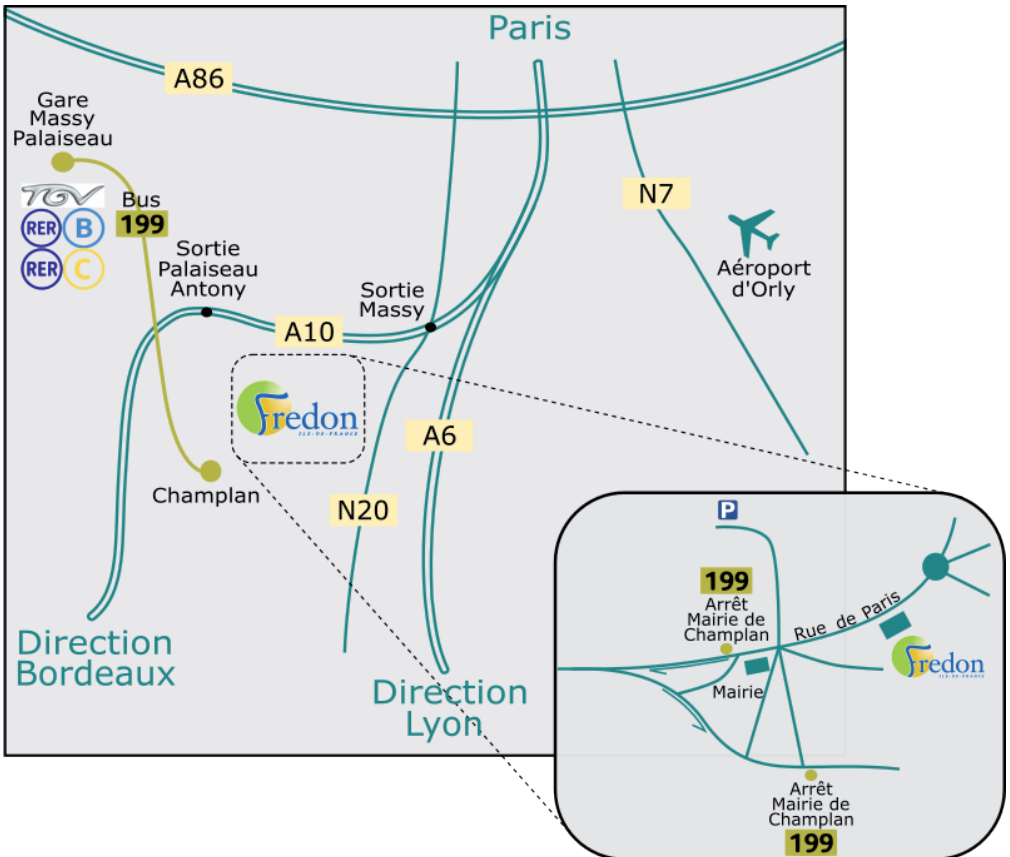 Paris
A86
Gare
Massy
Palaiseau
TGV
RER B
RER C
Bus
199
N7
Aéroport
d'Orly
Sortie
Palaiseau
Antony
Sortie
Massy
A10
Fredon
ILE-DE-FRANCE
A6
Champlan
N20
Direction
Bordeaux
Direction
Lyon
P
199
Arrêt
Mairie de
Champlan
Rue de Paris
Fredon
ILE-DE-FRANCE
Mairie
Arrêt
Mairie de
Champlan
199